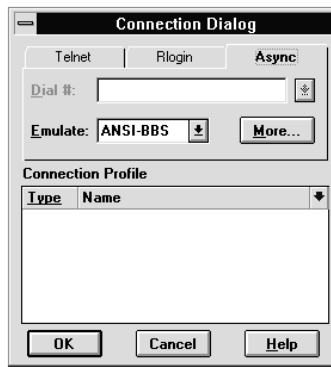 Connection Dialog
Telnet Rlogin Async
Dial #:
Emulate: ANSI-BBS More...
Connection Profile
Type Name
OK Cancel Help